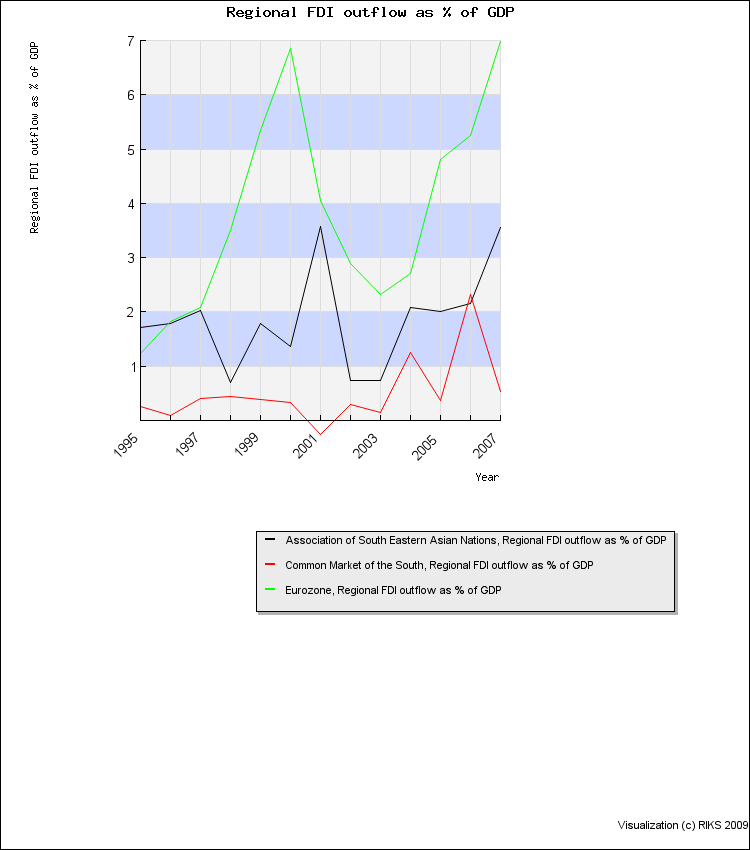 Regional FDI outflow as % of GDP
Regional FDI outflow as % of GDP
7
6
5
4
3
2
1
1995 1997 1999 2001 2003 2005 2007
Year
Association of South Eastern Asian Nations, Regional FDI outflow as % of GDP
Common Market of the South, Regional FDI outflow as % of GDP
Eurozone, Regional FDI outflow as % of GDP
Visualization (c) RIKS 2009